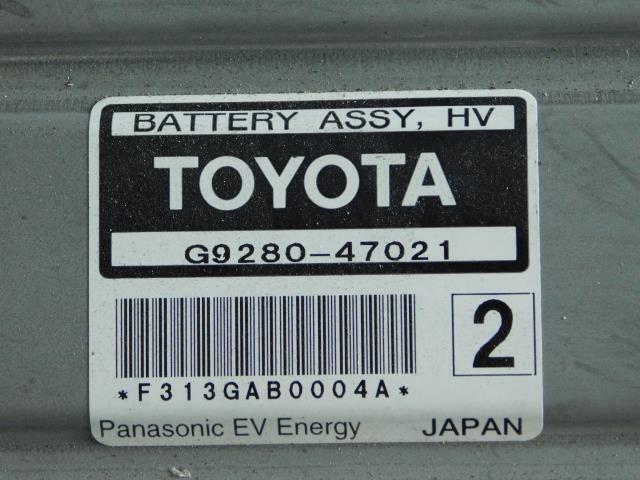 BATTERY ASSY, HV
TOYOTA
G9280-47021
2
*F313GAB0004A*
Panasonic EV Energy JAPAN